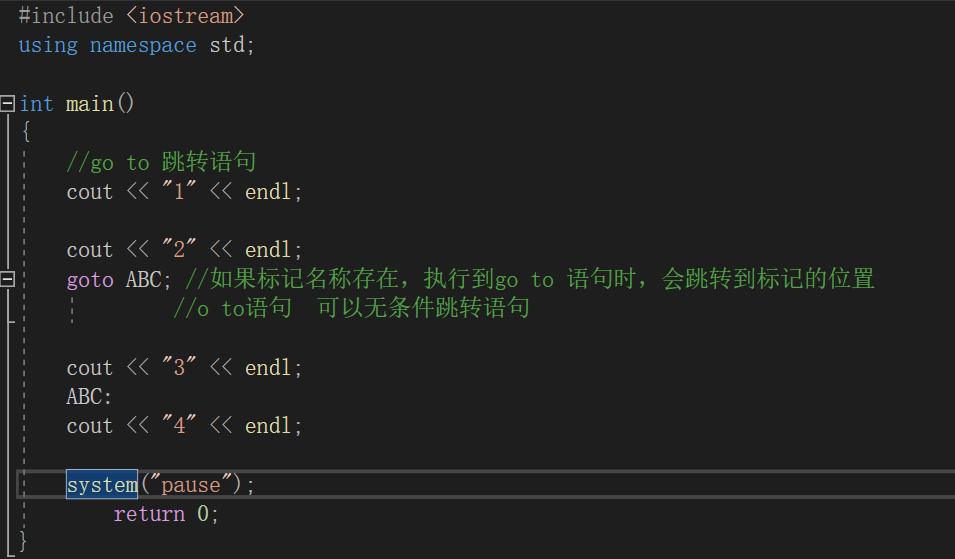 #include <iostream>
using namespace std;
int main()
{
//go to 跳转语句
cout << "1" << endl;
cout << "2" << endl;
goto ABC; //如果标记名称存在，执行到go to 语句时，会跳转到标记的位置
//o to语句 可以无条件跳转语句
cout << "3" << endl;
ABC:
cout << "4" << endl;
system("pause");
return 0;
}